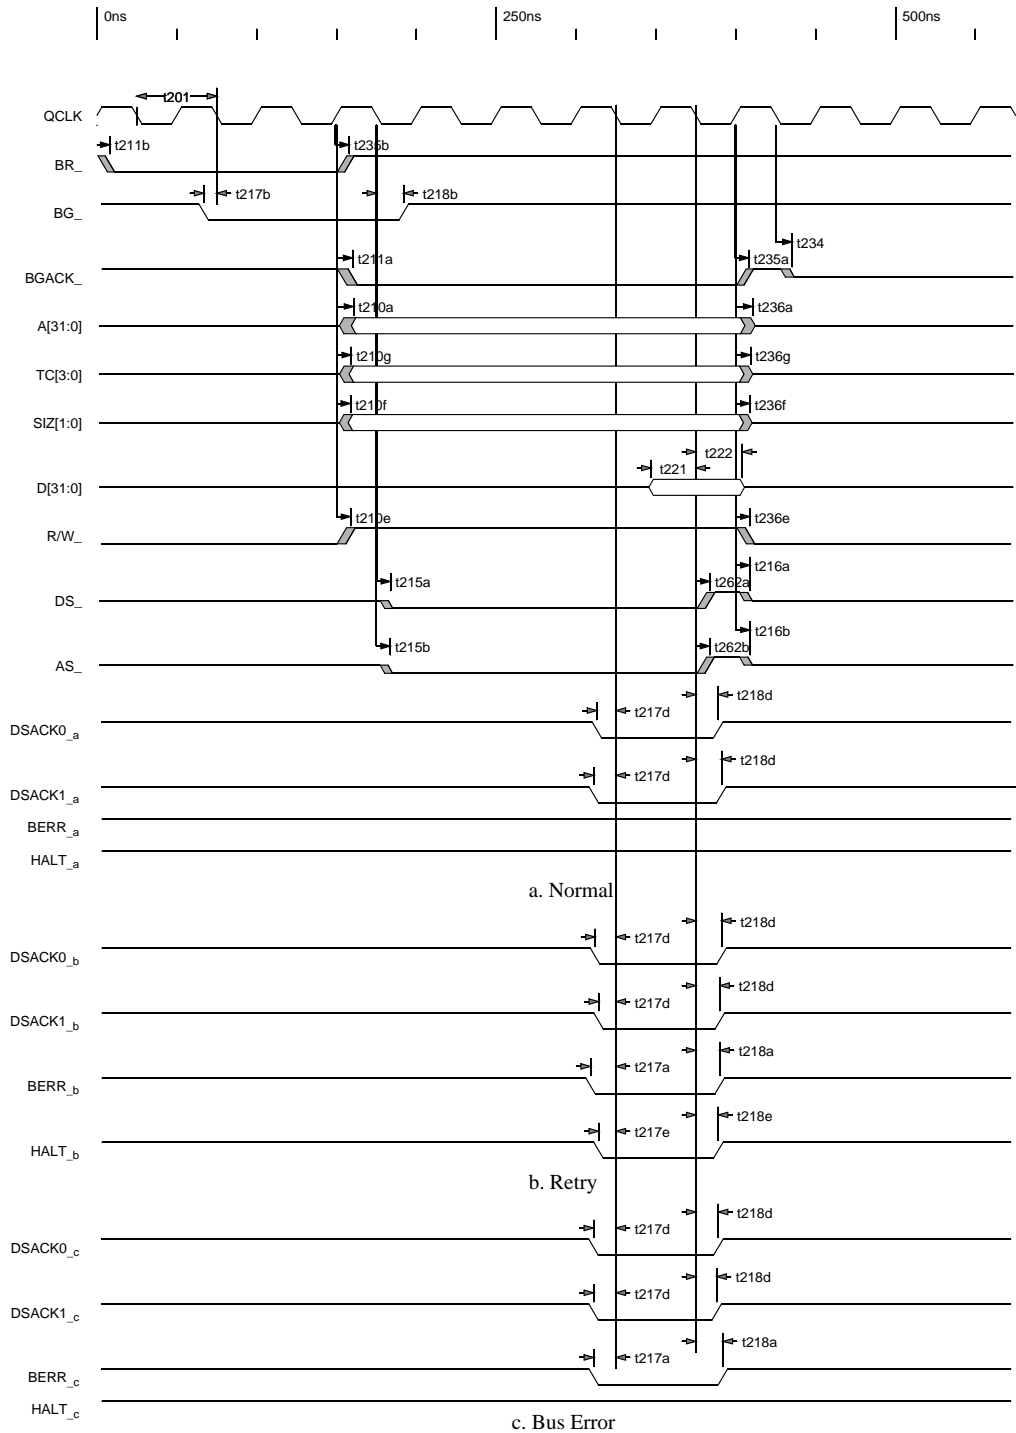 0ns 250ns 500ns
t201
QCLK
t211b t235b
BR_
t217b t218b
BG_
t234
t211a t235a
BGACK_
t210a t236a
A[31:0]
t210g t236g
TC[3:0]
t210f t236f
SIZ[1:0]
t222
t221
D[31:0]
t210e t236e
R/W_
t216a
t215a t262a
DS_
t216b
t215b t262b
AS_
t218d
t217d
DSACK0_a
t218d
t217d
DSACK1_a
BERR_a
HALT_a
a. Normal
t218d
t217d
DSACK0_b
t218d
t217d
DSACK1_b
t218a
t217a
BERR_b
t218e
t217e
HALT_b
b. Retry
t218d
t217d
DSACK0_c
t218d
t217d
DSACK1_c
t218a
t217a
BERR_c
HALT_c
c. Bus Error